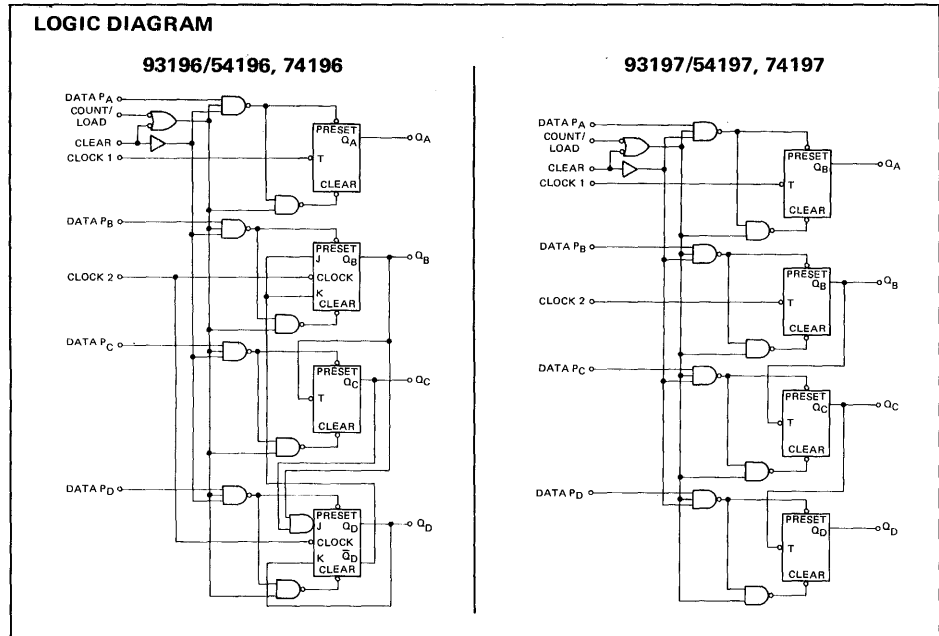 LOGIC DIAGRAM
93196/54196, 74196
DATA PA
COUNT/
LOAD
CLEAR
CLOCK 1
PRESET
QA
T
CLEAR
QA
DATA PB
CLOCK 2
PRESET
J QB
CLOCK
K
CLEAR
QB
DATA PC
PRESET
QC
T
CLEAR
QC
DATA PD
PRESET
J QD
CLOCK
K Q̅D
CLEAR
QD
93197/54197, 74197
DATA PA
COUNT/
LOAD
CLEAR
CLOCK 1
PRESET
QB
T
CLEAR
QA
DATA PB
CLOCK 2
PRESET
QB
T
CLEAR
QB
DATA PC
PRESET
QC
T
CLEAR
QC
DATA PD
PRESET
QD
T
CLEAR
QD